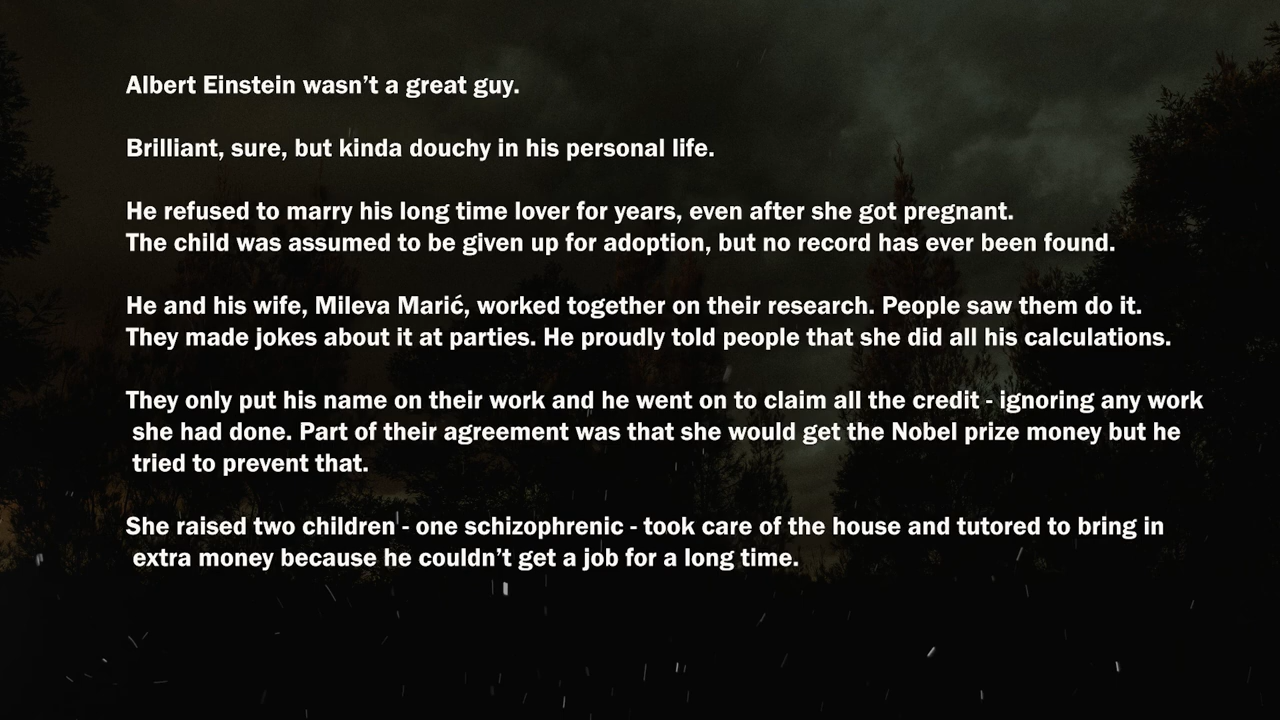 Albert Einstein wasn’t a great guy.
Brilliant, sure, but kinda douchy in his personal life.
He refused to marry his long time lover for years, even after she got pregnant.
The child was assumed to be given up for adoption, but no record has ever been found.
He and his wife, Mileva Marić, worked together on their research. People saw them do it.
They made jokes about it at parties. He proudly told people that she did all his calculations.
They only put his name on their work and he went on to claim all the credit - ignoring any work
she had done. Part of their agreement was that she would get the Nobel prize money but he
tried to prevent that.
She raised two children - one schizophrenic - took care of the house and tutored to bring in
extra money because he couldn’t get a job for a long time.